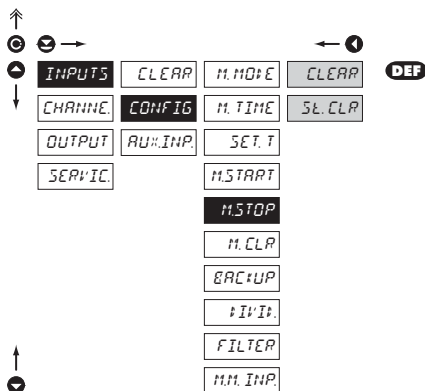 INPUTS CLEAR M. MODE CLEAR DEF
CHANNE. CONFIG M. TIME St. CLR
OUTPUT AUX.INP. SET. T
SERVIC. M.START
M.STOP
M. CLR
BACKUP
DIVID.
FILTER
M.M. INP.